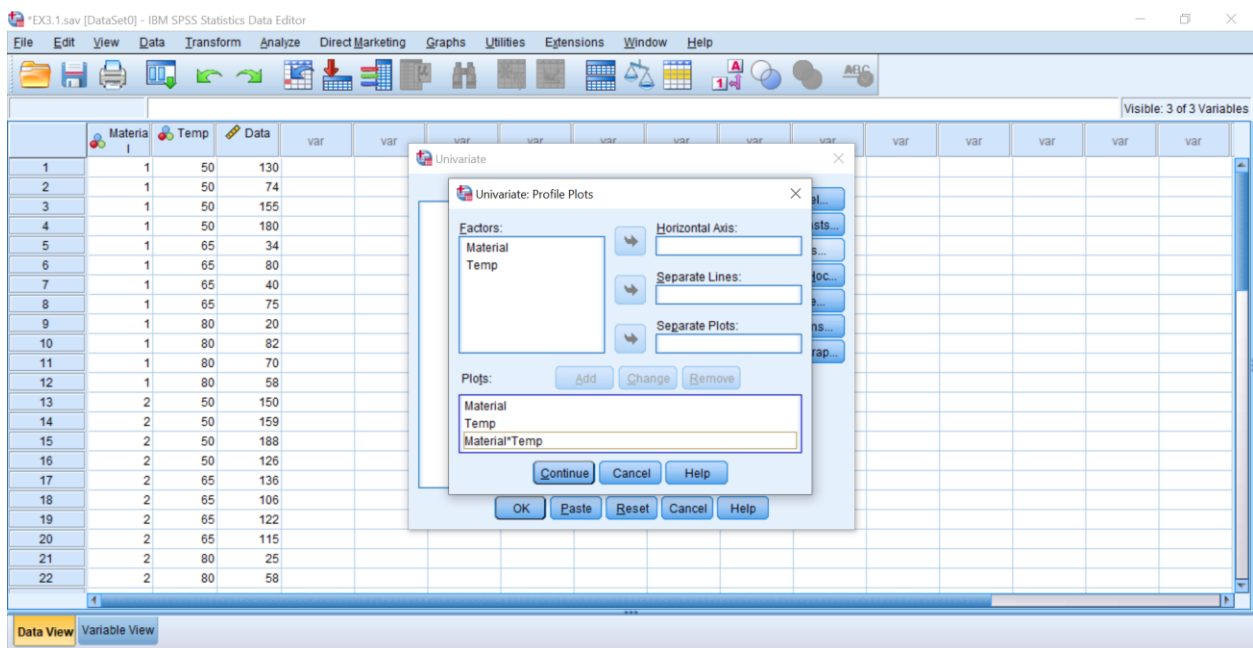 *EX3.1.sav [DataSet0] - IBM SPSS Statistics Data Editor
File Edit View Data Transform Analyze Direct Marketing Graphs Utilities Extensions Window Help
Visible: 3 of 3 Variables
Materia
l Temp Data var var var var var var var var var var var var var
1 1 50 130
2 1 50 74
3 1 50 155
4 1 50 180
5 1 65 34
6 1 65 80
7 1 65 40
8 1 65 75
9 1 80 20
10 1 80 82
11 1 80 70
12 1 80 58
13 2 50 150
14 2 50 159
15 2 50 188
16 2 50 126
17 2 65 136
18 2 65 106
19 2 65 122
20 2 65 115
21 2 80 25
22 2 80 58
Univariate
Univariate: Profile Plots
Factors: Horizontal Axis:
Material
Temp
Separate Lines:
Separate Plots:
Plots: Add Change Remove
Material
Temp
Material*Temp
Continue Cancel Help
el...
sts...
s...
Hoc...
e...
ns...
rap...
OK Paste Reset Cancel Help
Data View Variable View